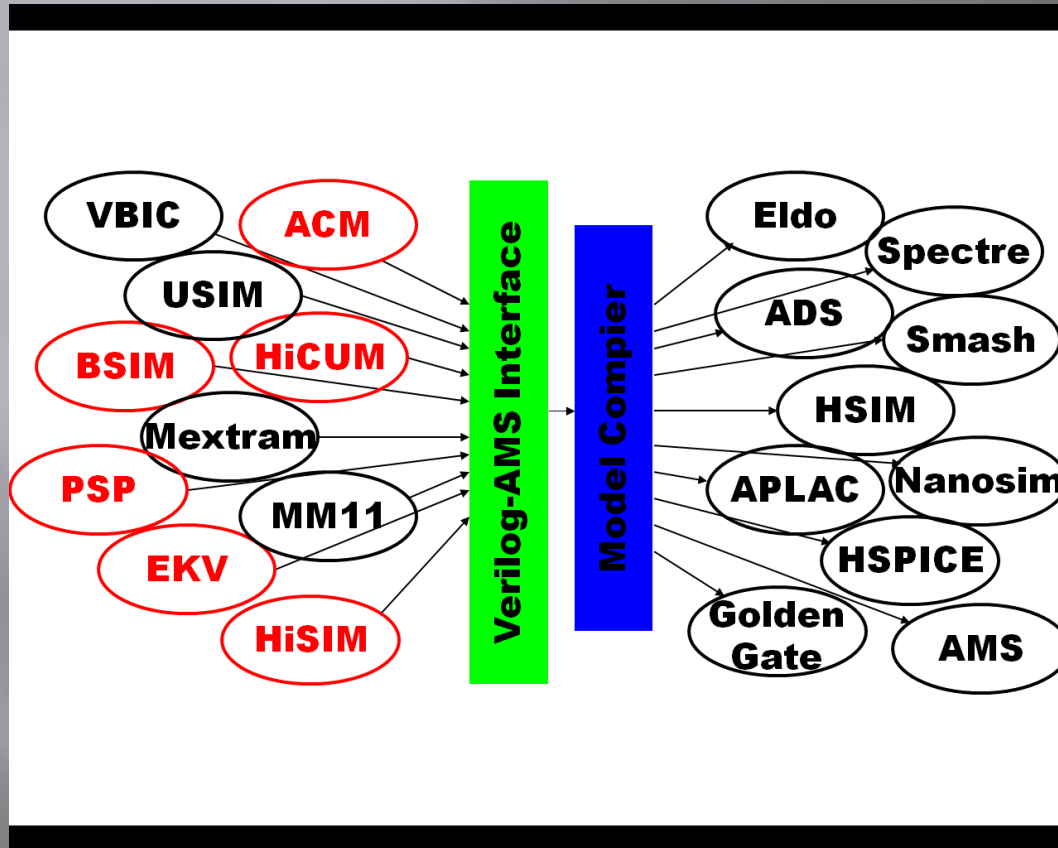 VBIC
ACM
USIM
BSIM
HiCUM
Mextram
PSP
MM11
EKV
HiSIM
Verilog-AMS Interface
Model Compier
Eldo
Spectre
ADS
Smash
HSIM
APLAC
Nanosim
HSPICE
Golden
Gate
AMS